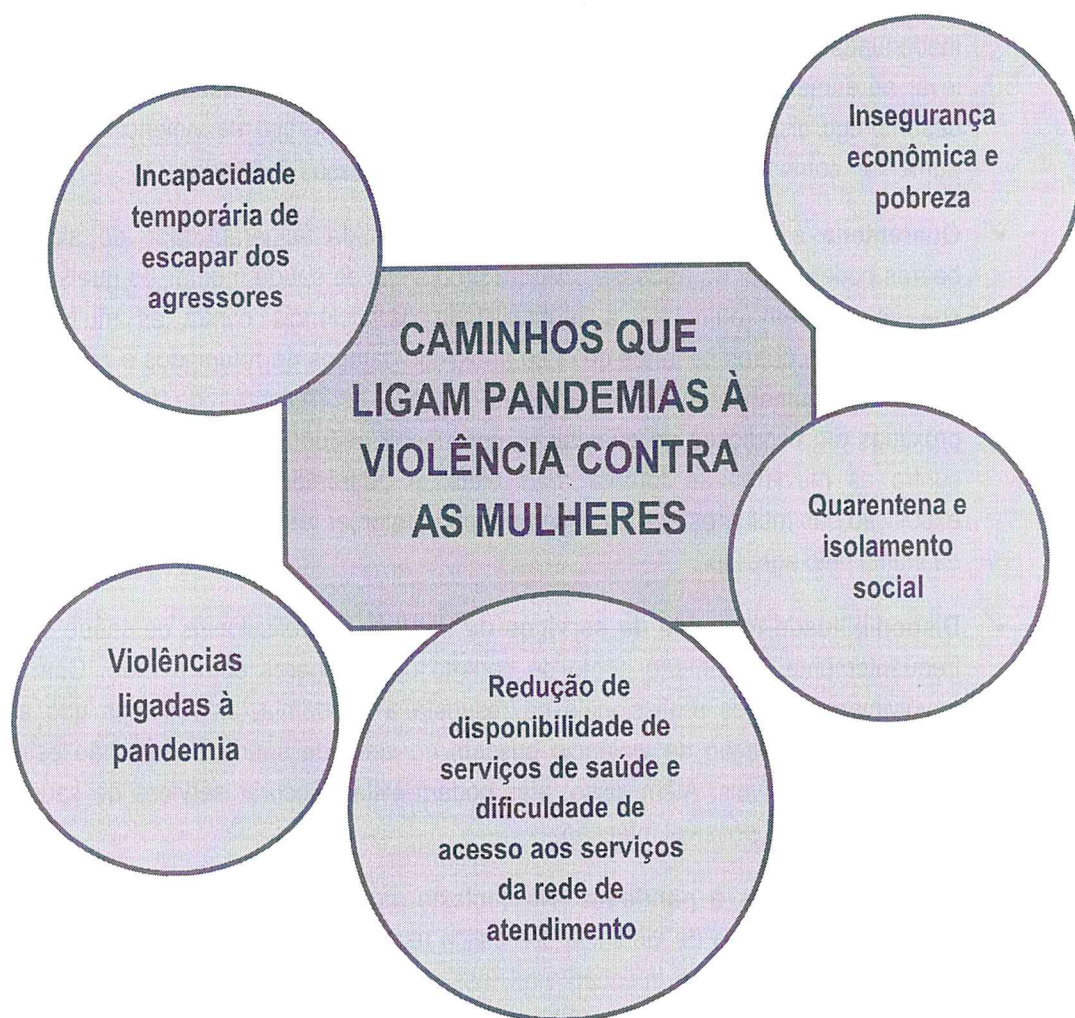 Insegurança
econômica e
pobreza
Incapacidade
temporária de
escapar dos
agressores
CAMINHOS QUE
LIGAM PANDEMIAS À
VIOLÊNCIA CONTRA
AS MULHERES
Quarentena e
isolamento
social
Violências
ligadas à
pandemia
Redução de
disponibilidade de
serviços de saúde e
dificuldade de
acesso aos serviços
da rede de
atendimento